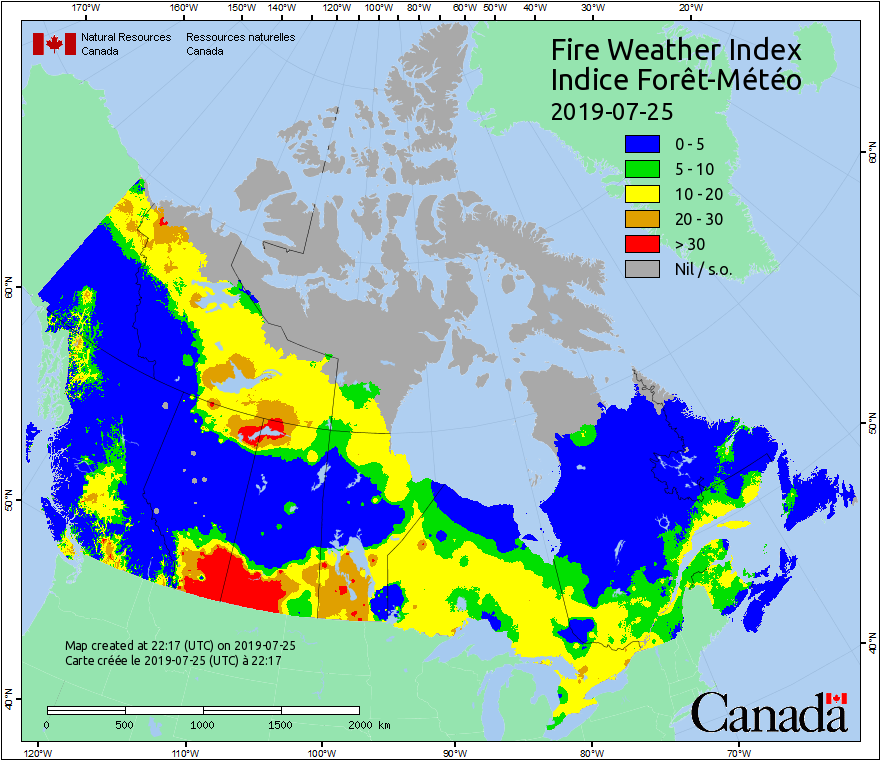 170°W 160°W 150°W 140°W 120°W 100°W 80°W 60°W 50°W 40°W 30°W 20°W
Natural Resources Ressources naturelles
Canada Canada
Fire Weather Index
Indice Forêt-Météo
2019-07-25
0 - 5
5 - 10
10 - 20
20 - 30
> 30
Nil / s.o.
60°N
60°N
50°N
50°N
40°N
40°N
Map created at 22:17 (UTC) on 2019-07-25
Carte créée le 2019-07-25 (UTC) à 22:17
0 500 1000 1500 2000 km
Canada
120°W 110°W 100°W 90°W 80°W 70°W